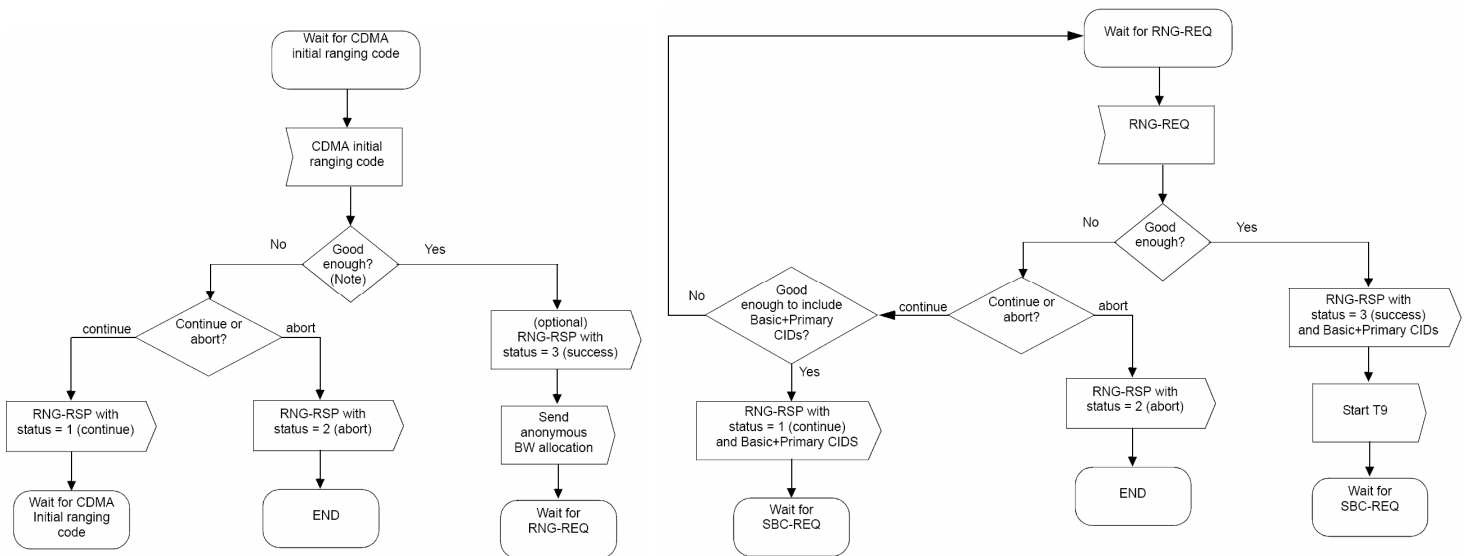 Wait for CDMA
initial ranging code
CDMA initial
ranging code
No
Good
enough?
(Note)
Yes
continue
Continue or
abort?
abort
(optional)
RNG-RSP with
status = 3 (success)
RNG-RSP with
status = 1 (continue)
RNG-RSP with
status = 2 (abort)
Send
anonymous
BW allocation
Wait for CDMA
Initial ranging
code
END
Wait for
RNG-REQ
Wait for RNG-REQ
RNG-REQ
No
Good
enough?
Yes
No
Good
enough to include
Basic+Primary
CIDs?
continue
Continue or
abort?
abort
RNG-RSP with
status = 3 (success)
and Basic+Primary CIDs
Yes
RNG-RSP with
status = 1 (continue)
and Basic+Primary CIDS
RNG-RSP with
status = 2 (abort)
Start T9
Wait for
SBC-REQ
END
Wait for
SBC-REQ